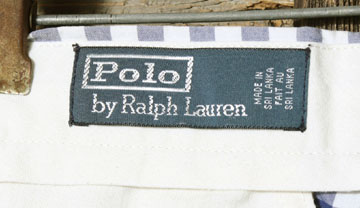 Polo
by Ralph Lauren
MADE IN
SRI LANKA
FAIT AU
SRI LANKA